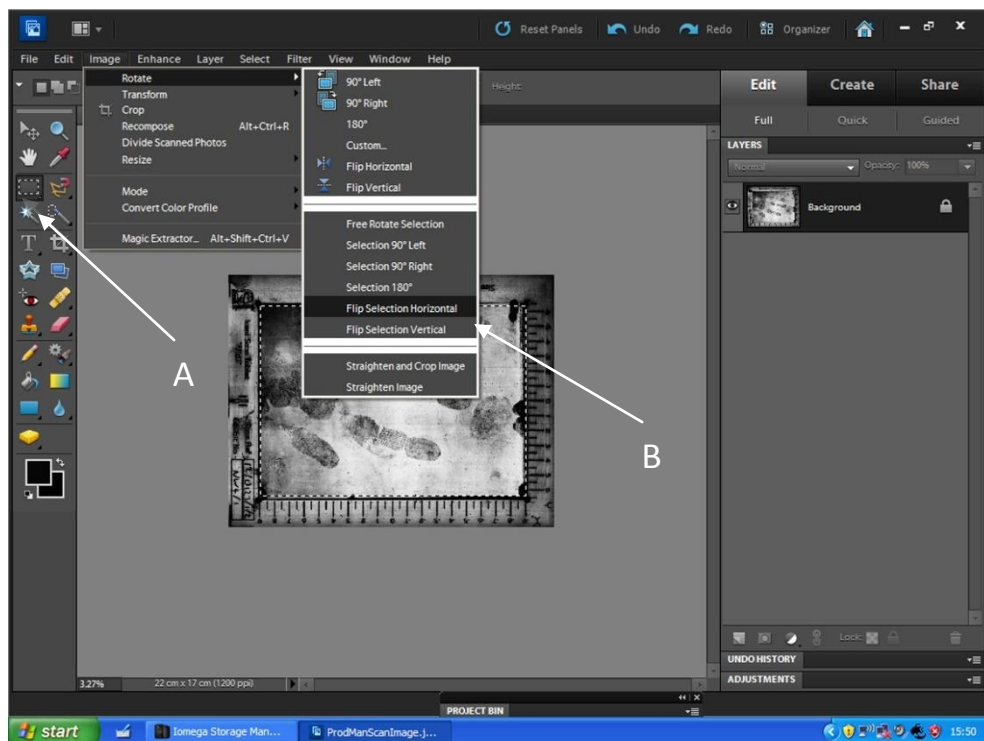 Reset Panels Undo Redo Organizer
File Edit Image Enhance Layer Select Filter View Window Help
Rotate
Transform
Crop
Recompose Alt+Ctrl+R
Divide Scanned Photos
Resize
Mode
Convert Color Profile
Magic Extractor... Alt+Shift+Ctrl+V
90° Left
90° Right
180°
Custom...
Flip Horizontal
Flip Vertical
Free Rotate Selection
Selection 90° Left
Selection 90° Right
Selection 180°
Flip Selection Horizontal
Flip Selection Vertical
Straighten and Crop Image
Straighten Image
Height:
Edit Create Share
Full Quick Guided
LAYERS
Normal Opacity: 100%
Background
A
B
Lock:
UNDO HISTORY
ADJUSTMENTS
3.27% 22 cm x 17 cm (1200 ppi)
PROJECT BIN
start Iomega Storage Man... ProdManScanImage.j... 15:50